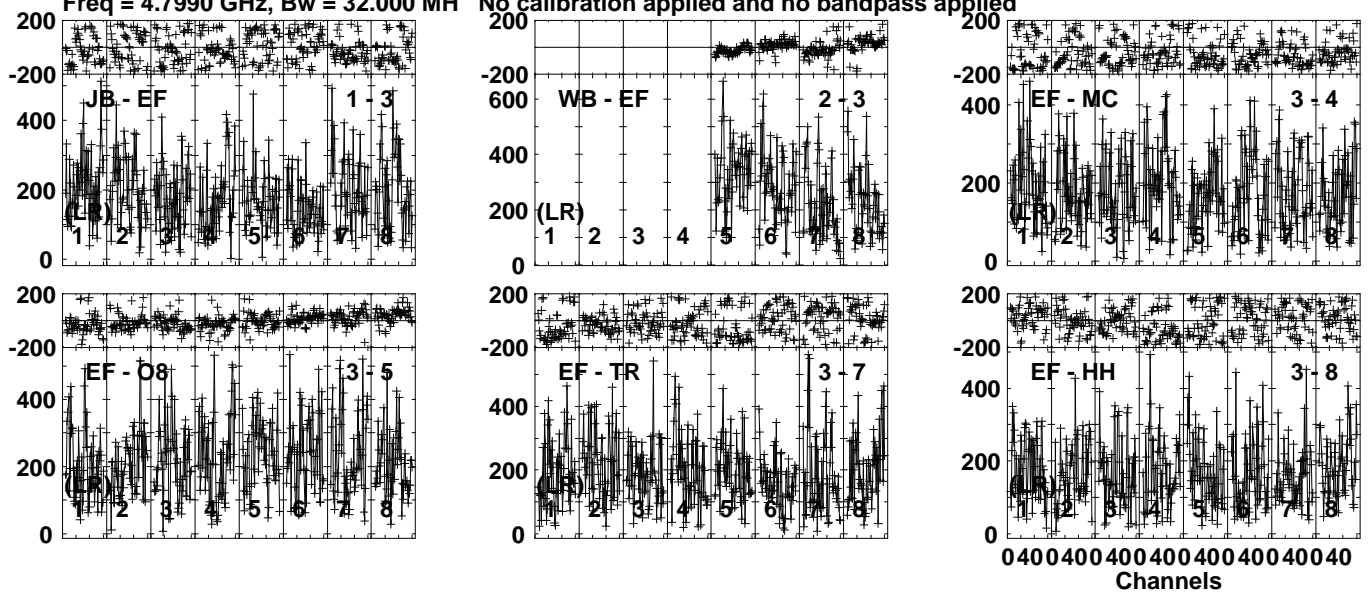 Freq = 4.7990 GHz, Bw = 32.000 MH No calibration applied and no bandpass applied
200
-200
JB - EF 1 - 3
400
200
0
(LR)
1 2 3 4 5 6 7 8
200
-200
WB - EF 2 - 3
600
400
200
0
(LR)
1 2 3 4 5 6 7 8
200
-200
EF - MC 3 - 4
400
200
0
(LR)
1 2 3 4 5 6 7 8
200
-200
EF - O8 3 - 5
400
200
0
(LR)
1 2 3 4 5 6 7 8
200
-200
EF - TR 3 - 7
400
200
0
(LR)
1 2 3 4 5 6 7 8
200
-200
EF - HH 3 - 8
400
200
0
(LR)
1 2 3 4 5 6 7 8
0 40 0 40 0 40 0 40 0 40 0 40 0 40 0 40
Channels